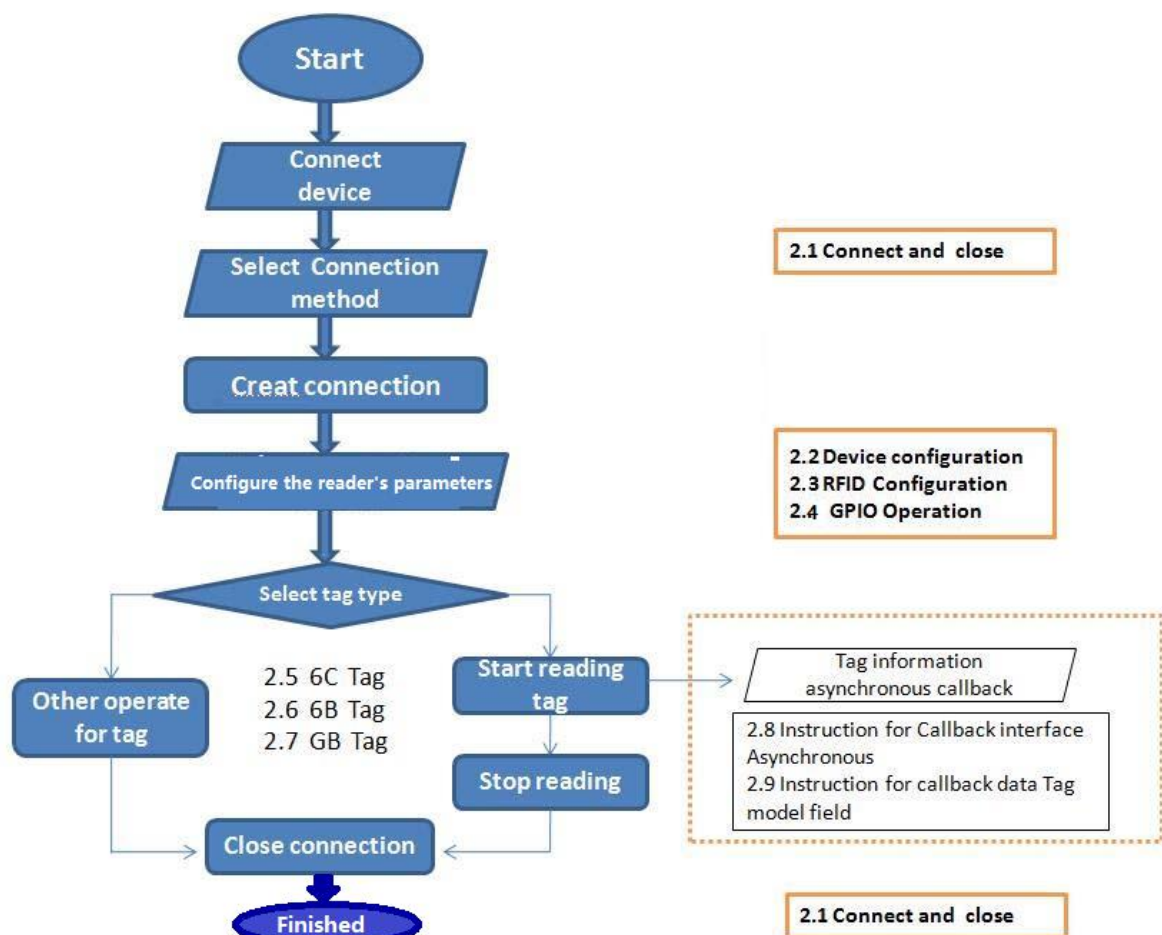 Start
Connect
device
2.1 Connect and close
Select Connection
method
Creat connection
Configure the reader's parameters
2.2 Device configuration
2.3 RFID Configuration
2.4 GPIO Operation
Select tag type
Other operate
for tag
2.5 6C Tag
2.6 6B Tag
2.7 GB Tag
Start reading
tag
Stop reading
Tag information
asynchronous callback
2.8 Instruction for Callback interface
Asynchronous
2.9 Instruction for callback data Tag
model field
Close connection
Finished
2.1 Connect and close